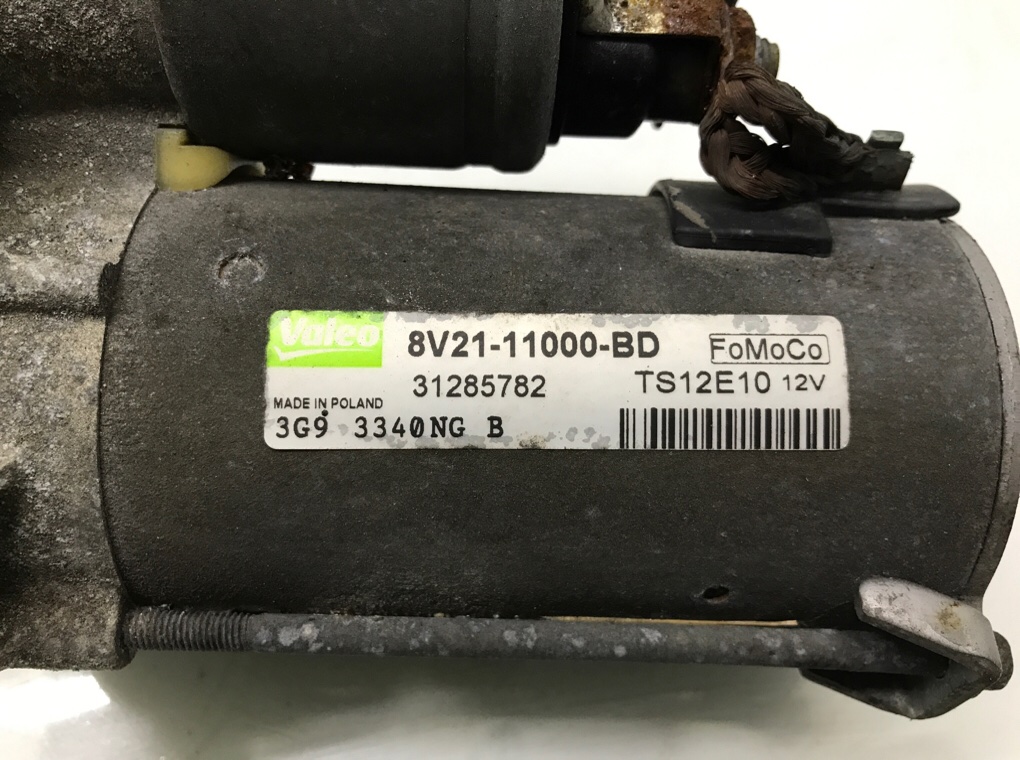 Valeo 8V21-11000-BD FoMoCo
31285782 TS12E10 12V
MADE IN POLAND
3G9 3340NG B